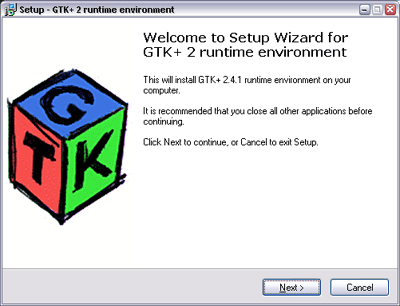 Setup - GTK+ 2 runtime environment
Welcome to Setup Wizard for
GTK+ 2 runtime environment
This will install GTK+ 2.4.1 runtime environment on your
computer.
It is recommended that you close all other applications before
continuing.
Click Next to continue, or Cancel to exit Setup.
G
T K
Next >
Cancel